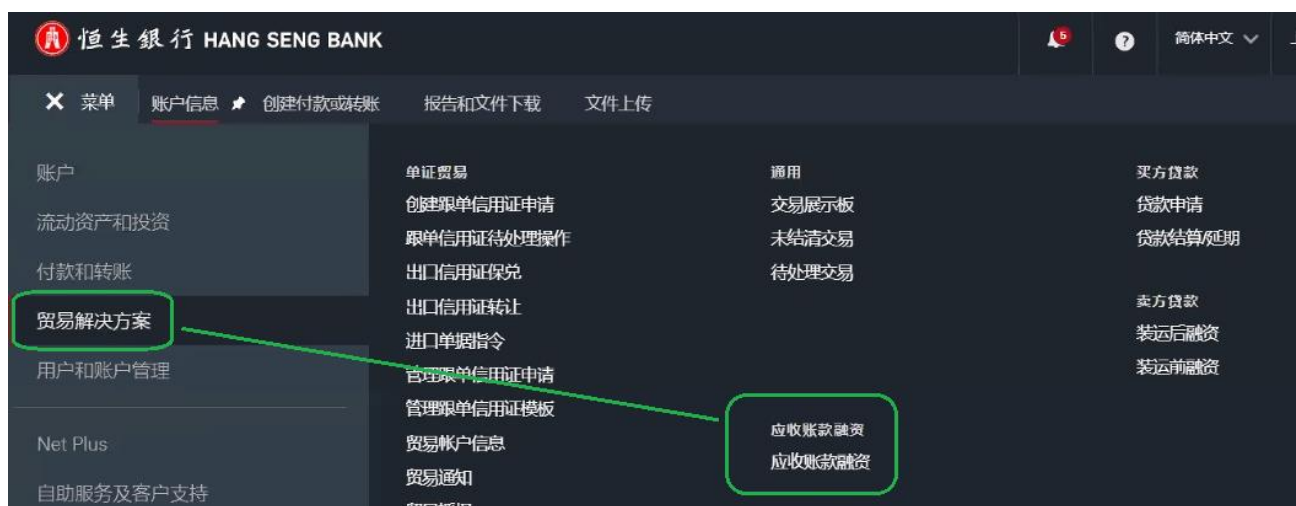 恒生銀行 HANG SENG BANK
5
?
简体中文
菜单
账户信息
创建付款或转账
报告和文件下载
文件上传
账户
流动资产和投资
付款和转账
贸易解决方案
用户和账户管理
Net Plus
自助服务及客户支持
单证贸易
创建跟单信用证申请
跟单信用证待处理操作
出口信用证保兑
出口信用证转让
进口单据指令
管理跟单信用证申请
管理跟单信用证模板
贸易帐户信息
贸易通知
通用
交易展示板
未结清交易
待处理交易
应收账款融资
应收账款融资
买方贷款
贷款申请
贷款结算/延期
卖方贷款
装运后融资
装运前融资